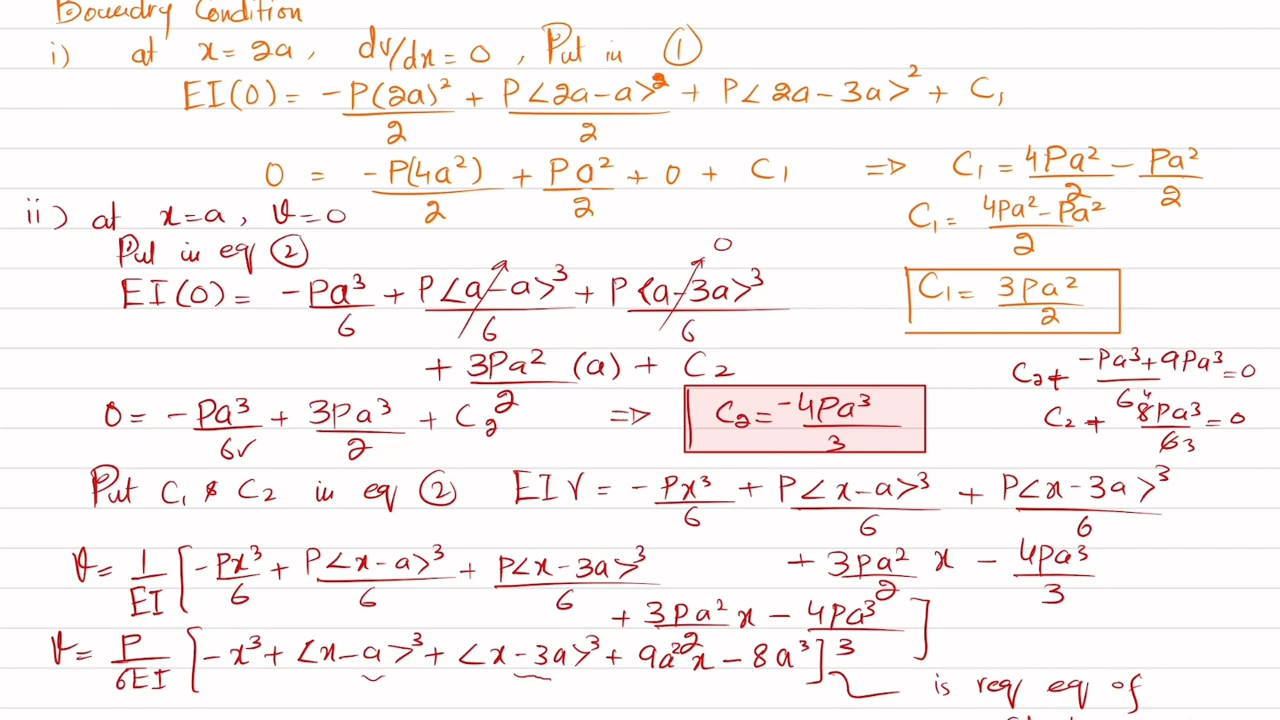 Boundry Condition
i) at x = 2a, dv/dx = 0, Put in ①
EI(0) = -P(2a)²/2 + P<2a-a>²/2 + P<2a-3a>² + C₁
0 = -P(4a²)/2 + Pa²/2 + 0 + C₁ => C₁ = 4Pa²/2 - Pa²/2
C₁ = 4Pa²-Pa²/2
C₁ = 3Pa²/2
ii) at x=a, v=0
Put in eq ②
EI(0) = -Pa³/6 + P<a-a>³/6 + P<a-3a>³/6 0
+ 3Pa²/2 (a) + C₂
0 = -Pa³/6 + 3Pa³/2 + C₂ => C₂ = -4Pa³/3
C₂ + -Pa³+9Pa³/6 = 0
C₂ + 8Pa³/6 = 0 4 3
Put C₁ & C₂ in eq ② EIV = -Px³/6 + P<x-a>³/6 + P<x-3a>³/6
+ 3Pa²/2 x - 4Pa³/3
v = 1/EI [-Px³/6 + P<x-a>³/6 + P<x-3a>³/6
+ 3Pa²x/2 - 4Pa³/3]
v = P/6EI [-x³ + <x-a>³ + <x-3a>³ + 9a²x - 8a³]
is req eq of